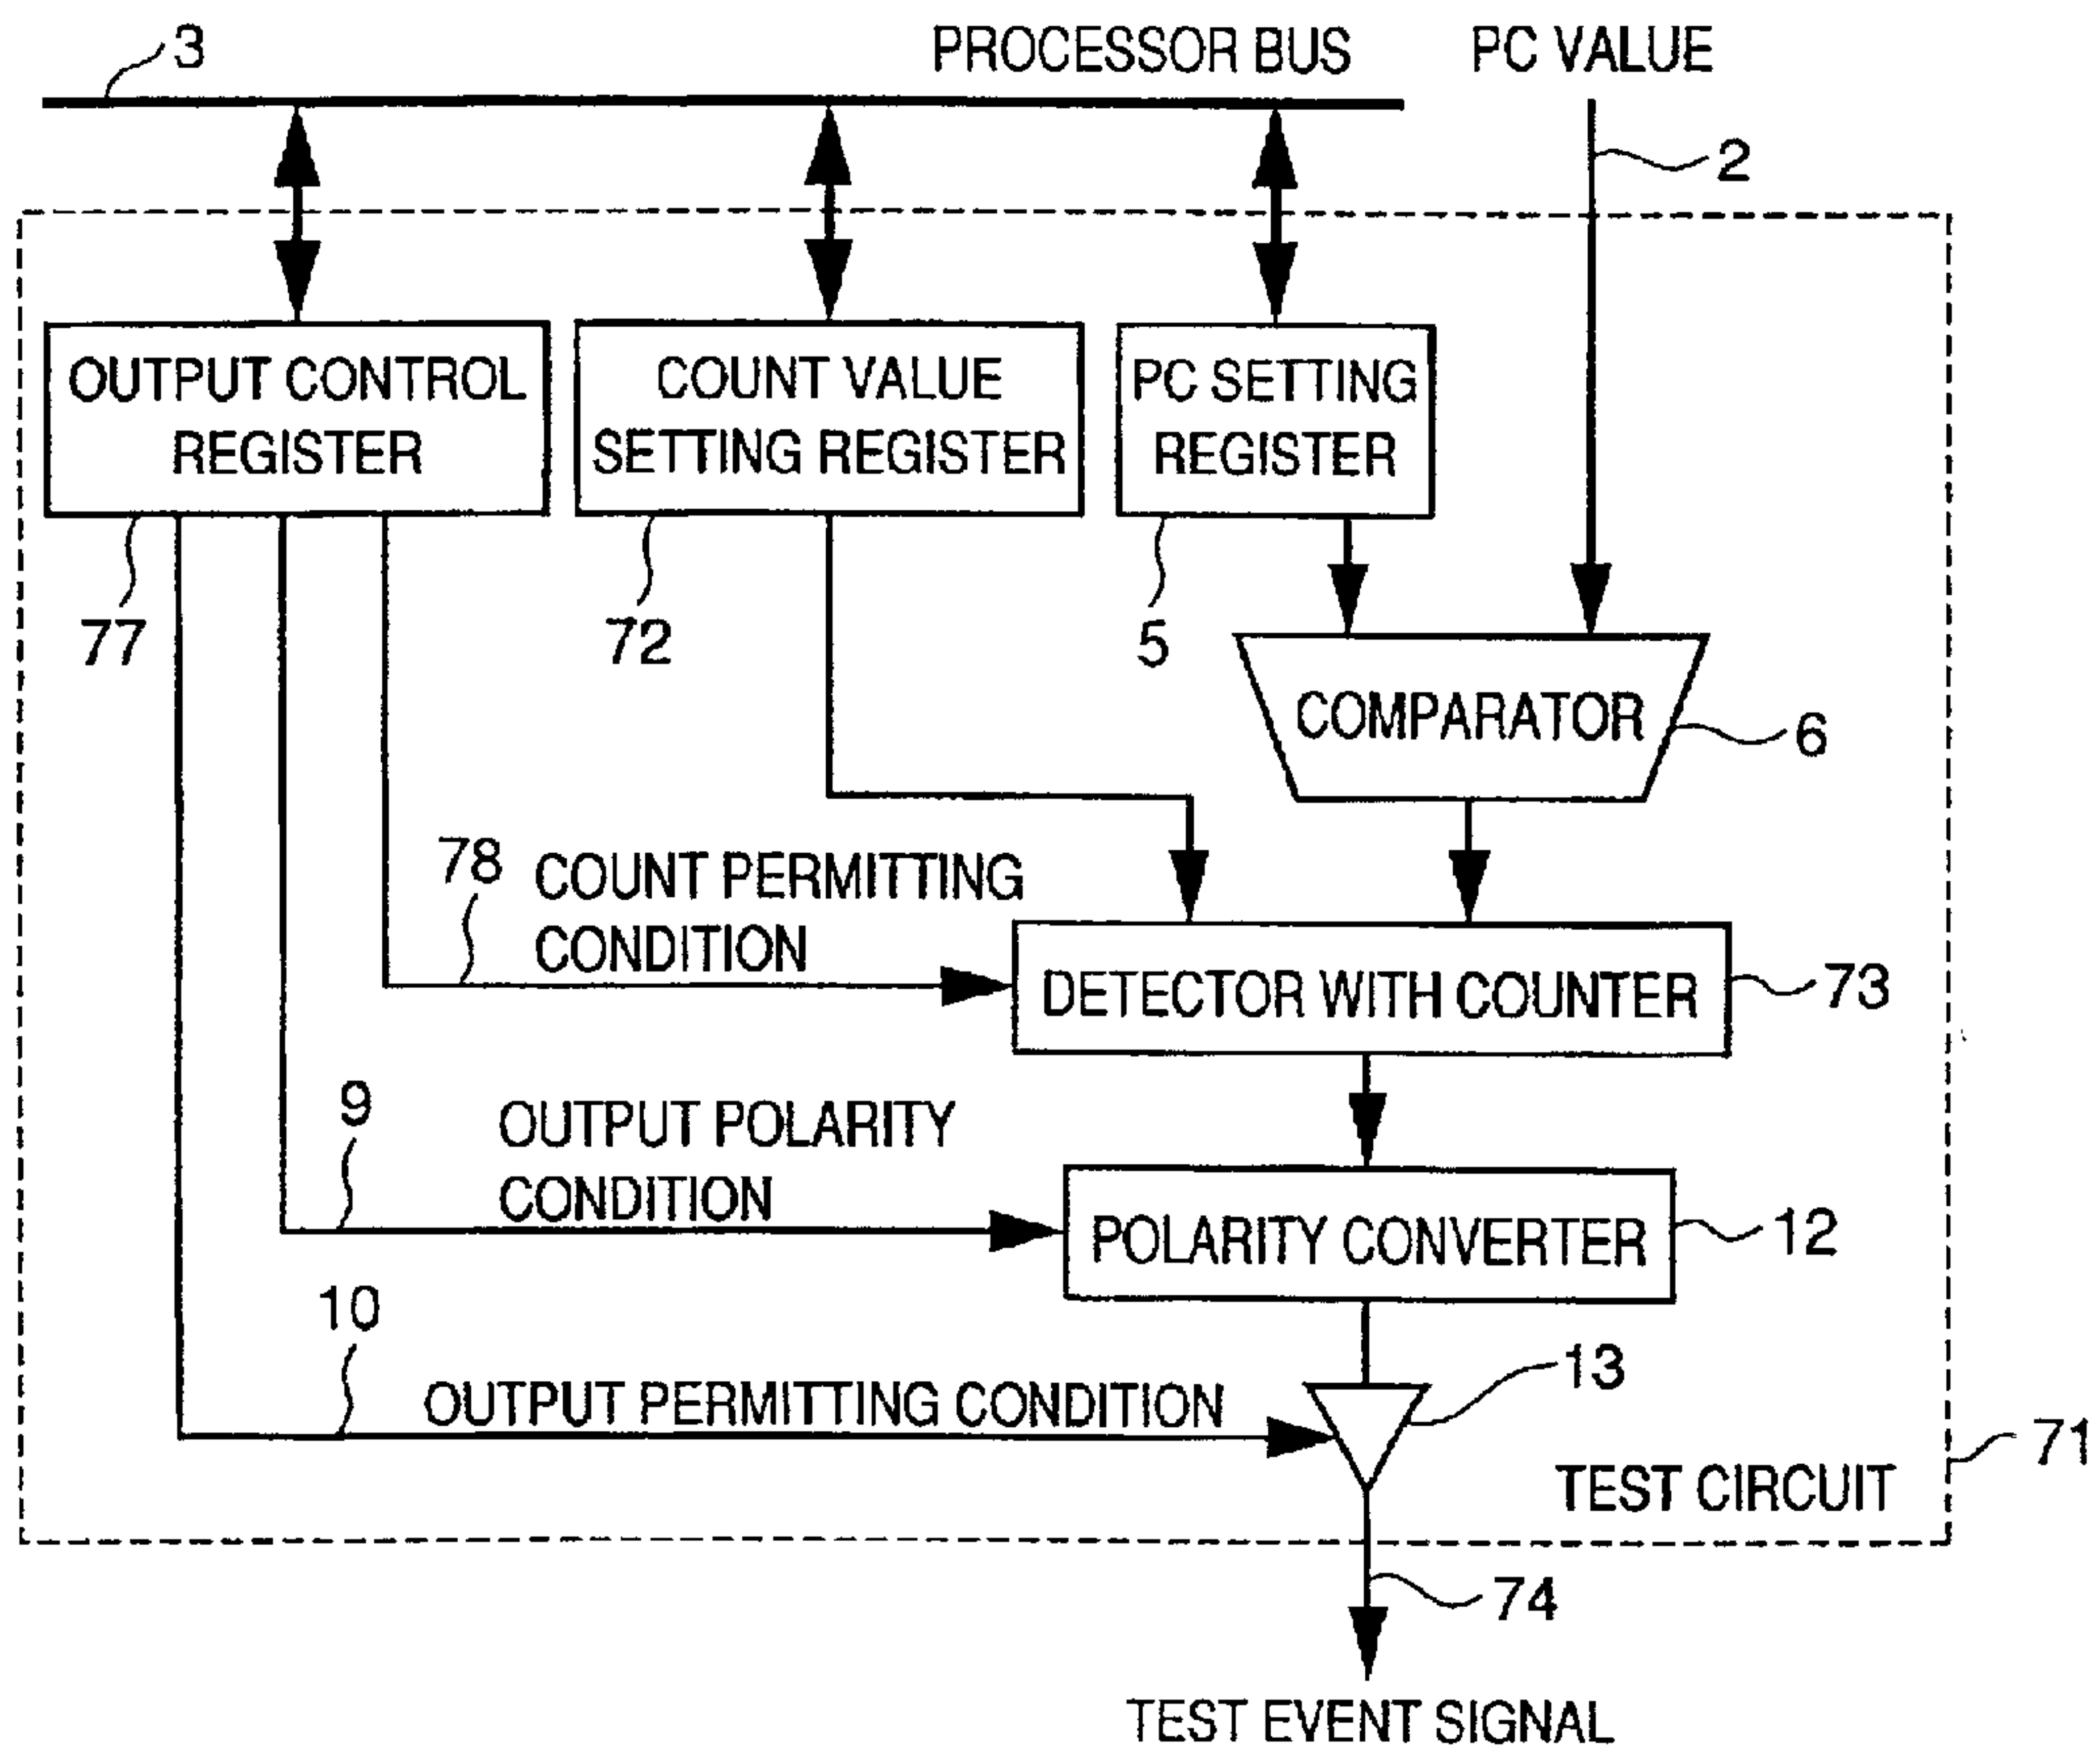 3
PROCESSOR BUS
PC VALUE
2
OUTPUT CONTROL
REGISTER
COUNT VALUE
SETTING REGISTER
PC SETTING
REGISTER
77
72
5
COMPARATOR
6
78
COUNT PERMITTING
CONDITION
DETECTOR WITH COUNTER
73
9
OUTPUT POLARITY
CONDITION
POLARITY CONVERTER
12
10
OUTPUT PERMITTING CONDITION
13
TEST CIRCUIT
71
74
TEST EVENT SIGNAL